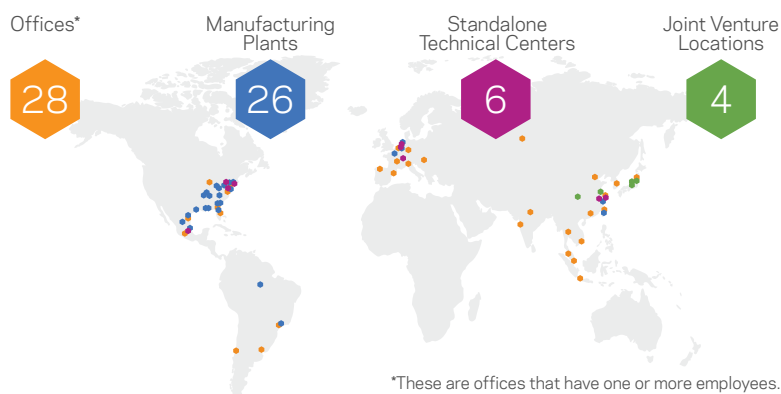 Offices*
28
Manufacturing
Plants
26
Standalone
Technical Centers
6
Joint Venture
Locations
4
*These are offices that have one or more employees.